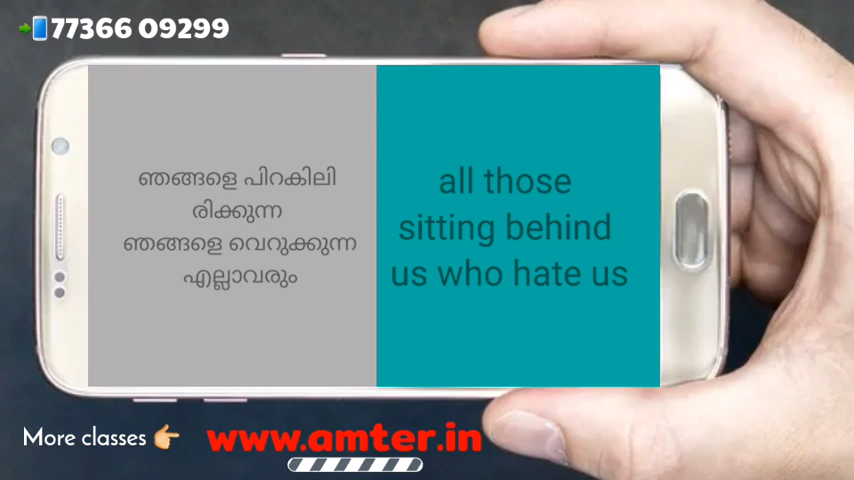 77366 09299
ഞങ്ങളെ പിറകിലി
രിക്കുന്ന
ഞങ്ങളെ വെറുക്കുന്ന
എല്ലാവരും
all those
sitting behind
us who hate us
More classes
www.amter.in